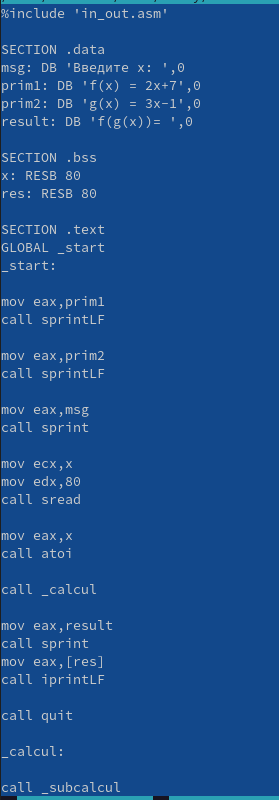 %include 'in_out.asm'
SECTION .data
msg: DB 'Введите x: ',0
prim1: DB 'f(x) = 2x+7',0
prim2: DB 'g(x) = 3x-1',0
result: DB 'f(g(x))= ',0
SECTION .bss
x: RESB 80
res: RESB 80
SECTION .text
GLOBAL _start
_start:
mov eax,prim1
call sprintLF
mov eax,prim2
call sprintLF
mov eax,msg
call sprint
mov ecx,x
mov edx,80
call sread
mov eax,x
call atoi
call _calcul
mov eax,result
call sprint
mov eax,[res]
call iprintLF
call quit
_calcul:
call _subcalcul